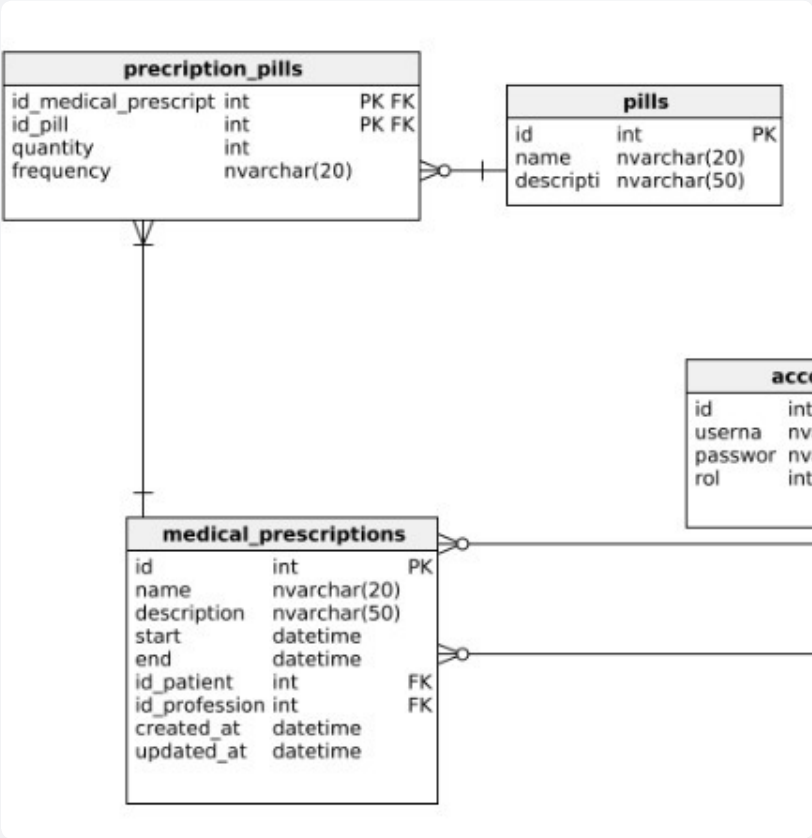 precription_pills
id_medical_prescript int PK FK
id_pill int PK FK
quantity int
frequency nvarchar(20)
pills
id int PK
name nvarchar(20)
descripti nvarchar(50)
acc
id int
userna nv
passwor nv
rol int
medical_prescriptions
id int PK
name nvarchar(20)
description nvarchar(50)
start datetime
end datetime
id_patient int FK
id_profession int FK
created_at datetime
updated_at datetime